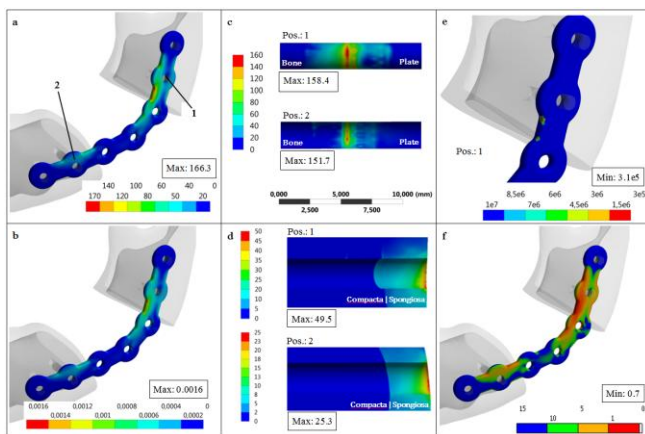 a
2
1
Max: 166.3
140 100 60 40 0
170 120 80 60 20
b
Max: 0.0016
0,0016 0,0012 0,0008 0,0004 0
0,0014 0,001 0,0006 0,0002
c
Pos.: 1
160
140
120
100
80
60
40
20
0
Bone Plate
Max: 158.4
Pos.: 2
Bone Plate
Max: 151.7
0,000 5,000 10,000 (mm)
2,500 7,500
d
Pos.: 1
50
45
40
35
30
25
20
15
10
5
0
Compacta | Spongiosa
Max: 49.5
Pos.: 2
25
23
20
17
15
13
10
8
5
2
0
Compacta | Spongiosa
Max: 25.3
e
Pos.: 1
Min: 3.1e5
8,5e6 6e6 3e6 3e5
1e7 7e6 4,5e6 1,5e6
f
Min: 0.7
15 5 0
10 1